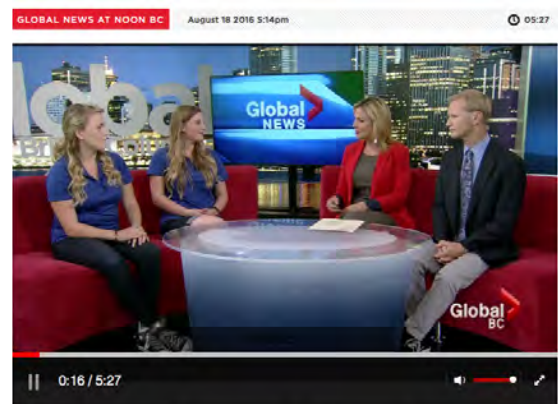 GLOBAL NEWS AT NOON BC
August 18 2016 5:14pm
05:27
Global
Global
NEWS
Global
BC
0:16 / 5:27